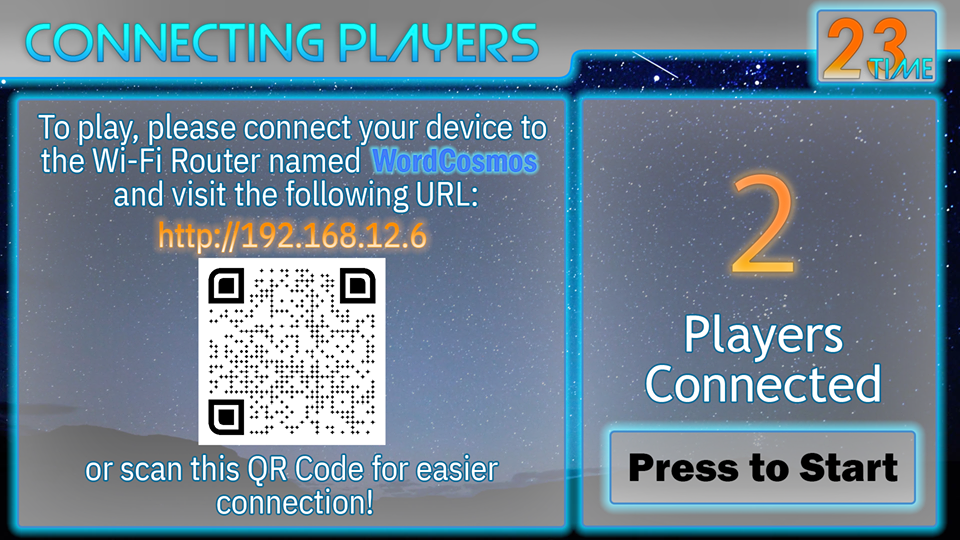 CONNECTING PLAYERS
23
TIME
To play, please connect your device to
the Wi-Fi Router named WordCosmos
and visit the following URL:
http://192.168.12.6
or scan this QR Code for easier
connection!
2
Players
Connected
Press to Start